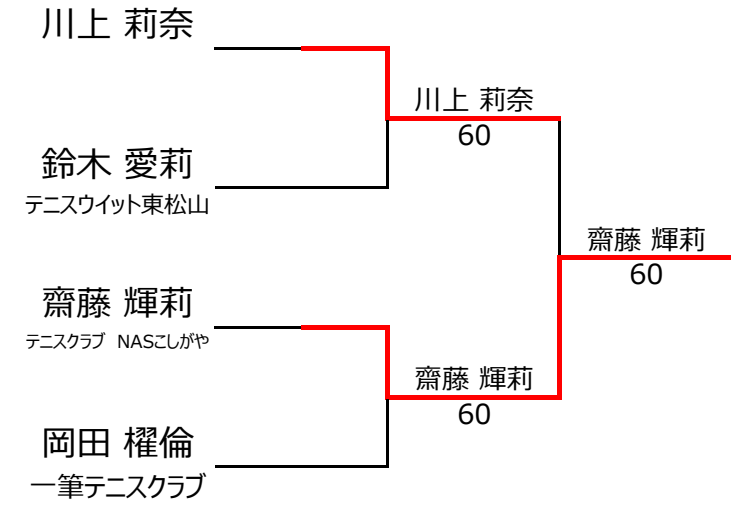 川上 莉奈
鈴木 愛莉
テニスウイット東松山
齋藤 輝莉
テニスクラブ　NASこしがや
岡田 櫂倫
一筆テニスクラブ
川上 莉奈
60
齋藤 輝莉
60
齋藤 輝莉
60